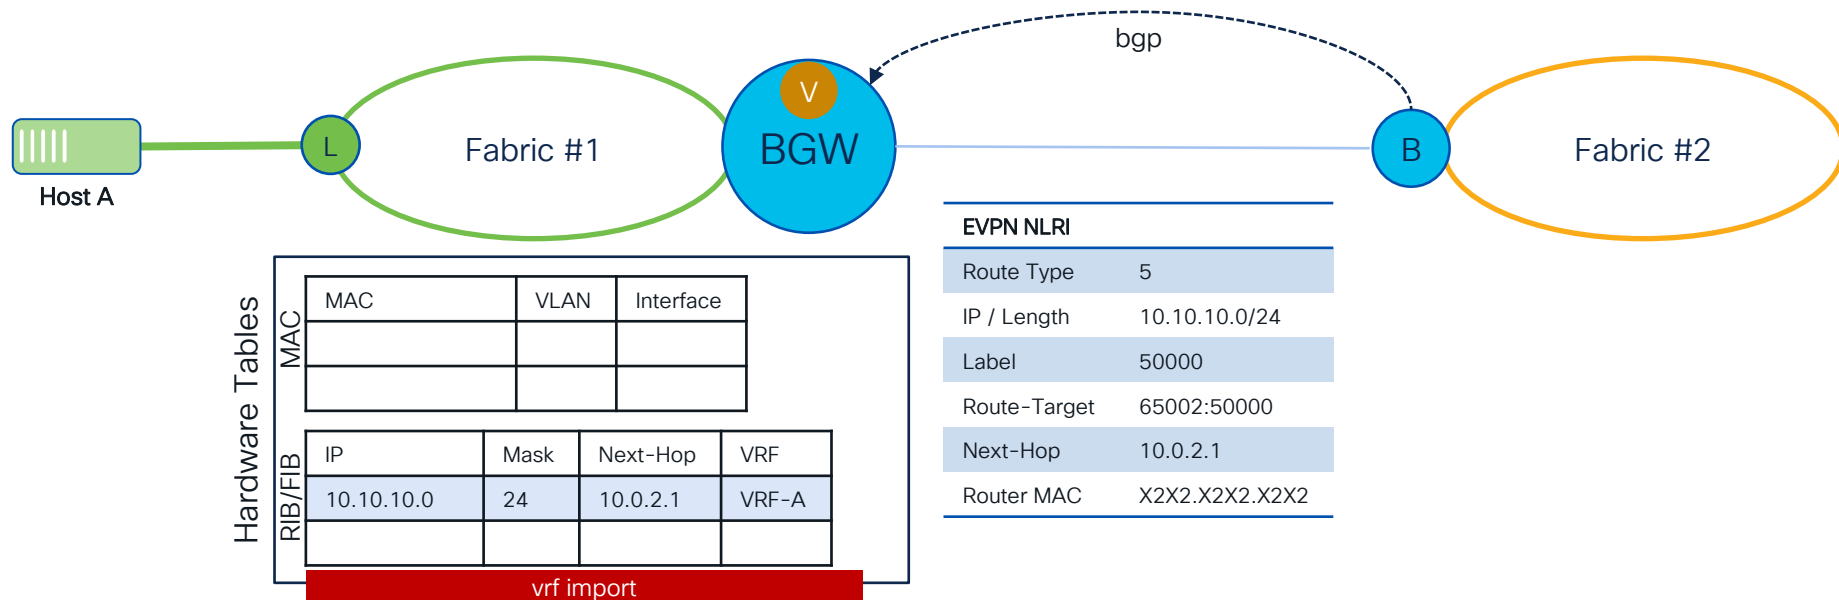 bgp
V
L
Fabric #1
BGW
B
Fabric #2
Host A
Hardware Tables
MAC
MAC VLAN Interface
RIB/FIB
IP Mask Next-Hop VRF
10.10.10.0 24 10.0.2.1 VRF-A
vrf import
EVPN NLRI
Route Type 5
IP / Length 10.10.10.0/24
Label 50000
Route-Target 65002:50000
Next-Hop 10.0.2.1
Router MAC X2X2.X2X2.X2X2